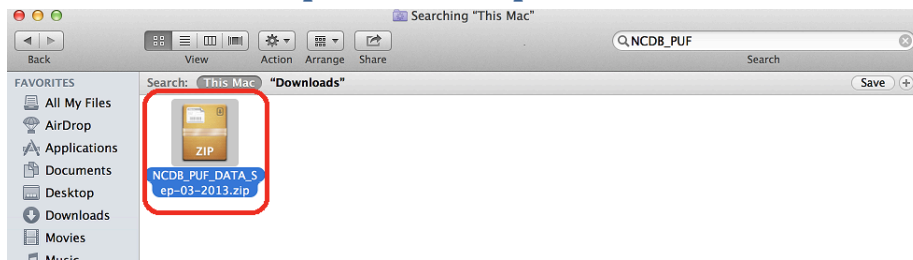 Searching "This Mac"
NCDB_PUF
Back View Action Arrange Share Search
FAVORITES
Search: This Mac "Downloads" Save
All My Files
AirDrop
Applications
Documents
Desktop
Downloads
Movies
Music
ZIP
NCDB_PUF_DATA_S
ep-03-2013.zip